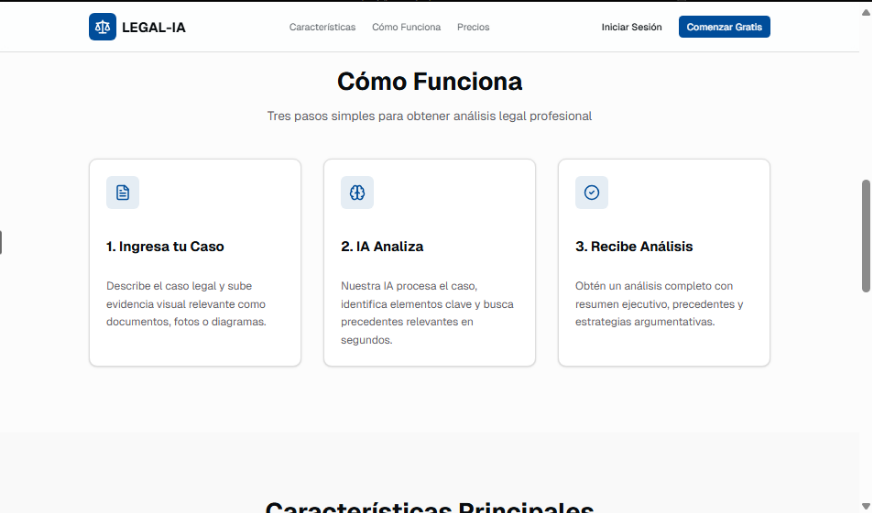 LEGAL-IA
Características
Cómo Funciona
Precios
Iniciar Sesión
Comenzar Gratis
Cómo Funciona
Tres pasos simples para obtener análisis legal profesional
1. Ingresa tu Caso
Describe el caso legal y sube
evidencia visual relevante como
documentos, fotos o diagramas.
2. IA Analiza
Nuestra IA procesa el caso,
identifica elementos clave y busca
precedentes relevantes en
segundos.
3. Recibe Análisis
Obtén un análisis completo con
resumen ejecutivo, precedentes y
estrategias argumentativas.
Características Principales